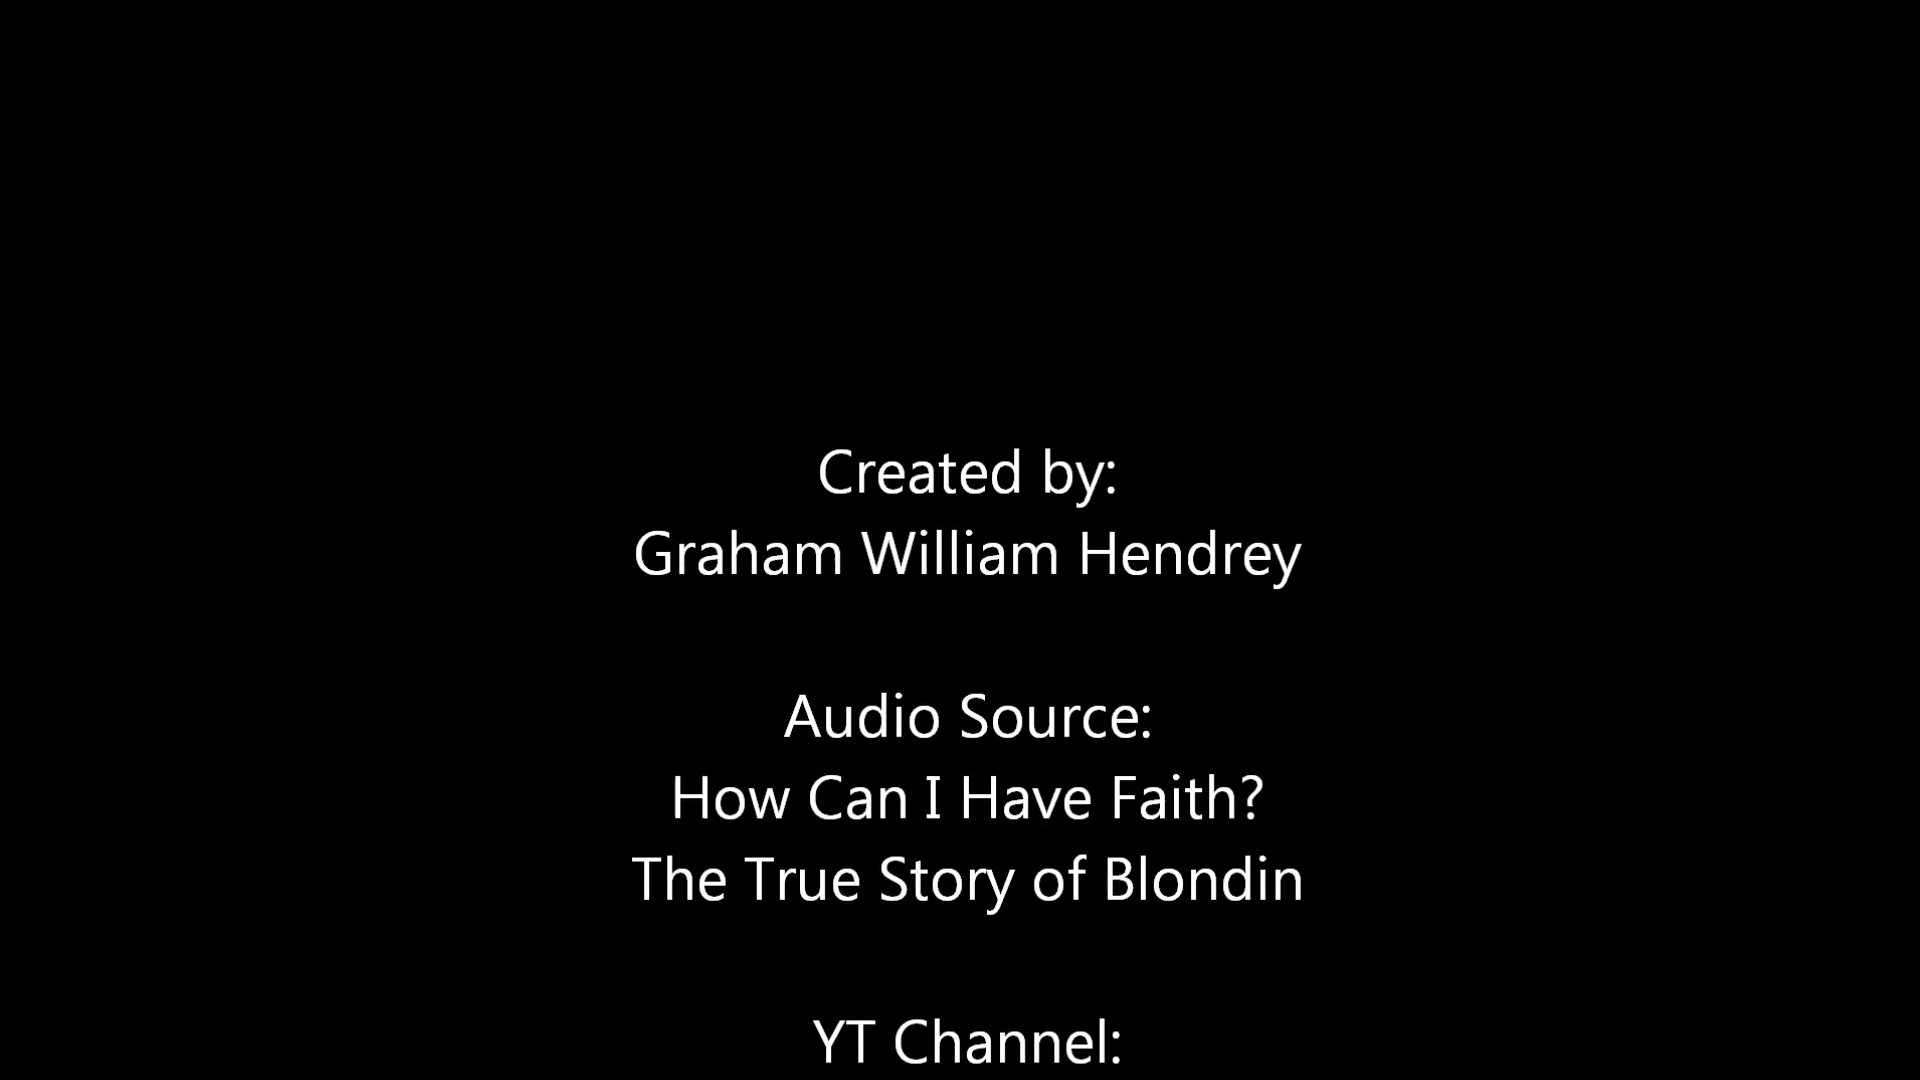 Created by:
Graham William Hendrey
Audio Source:
How Can I Have Faith?
The True Story of Blondin
YT Channel: